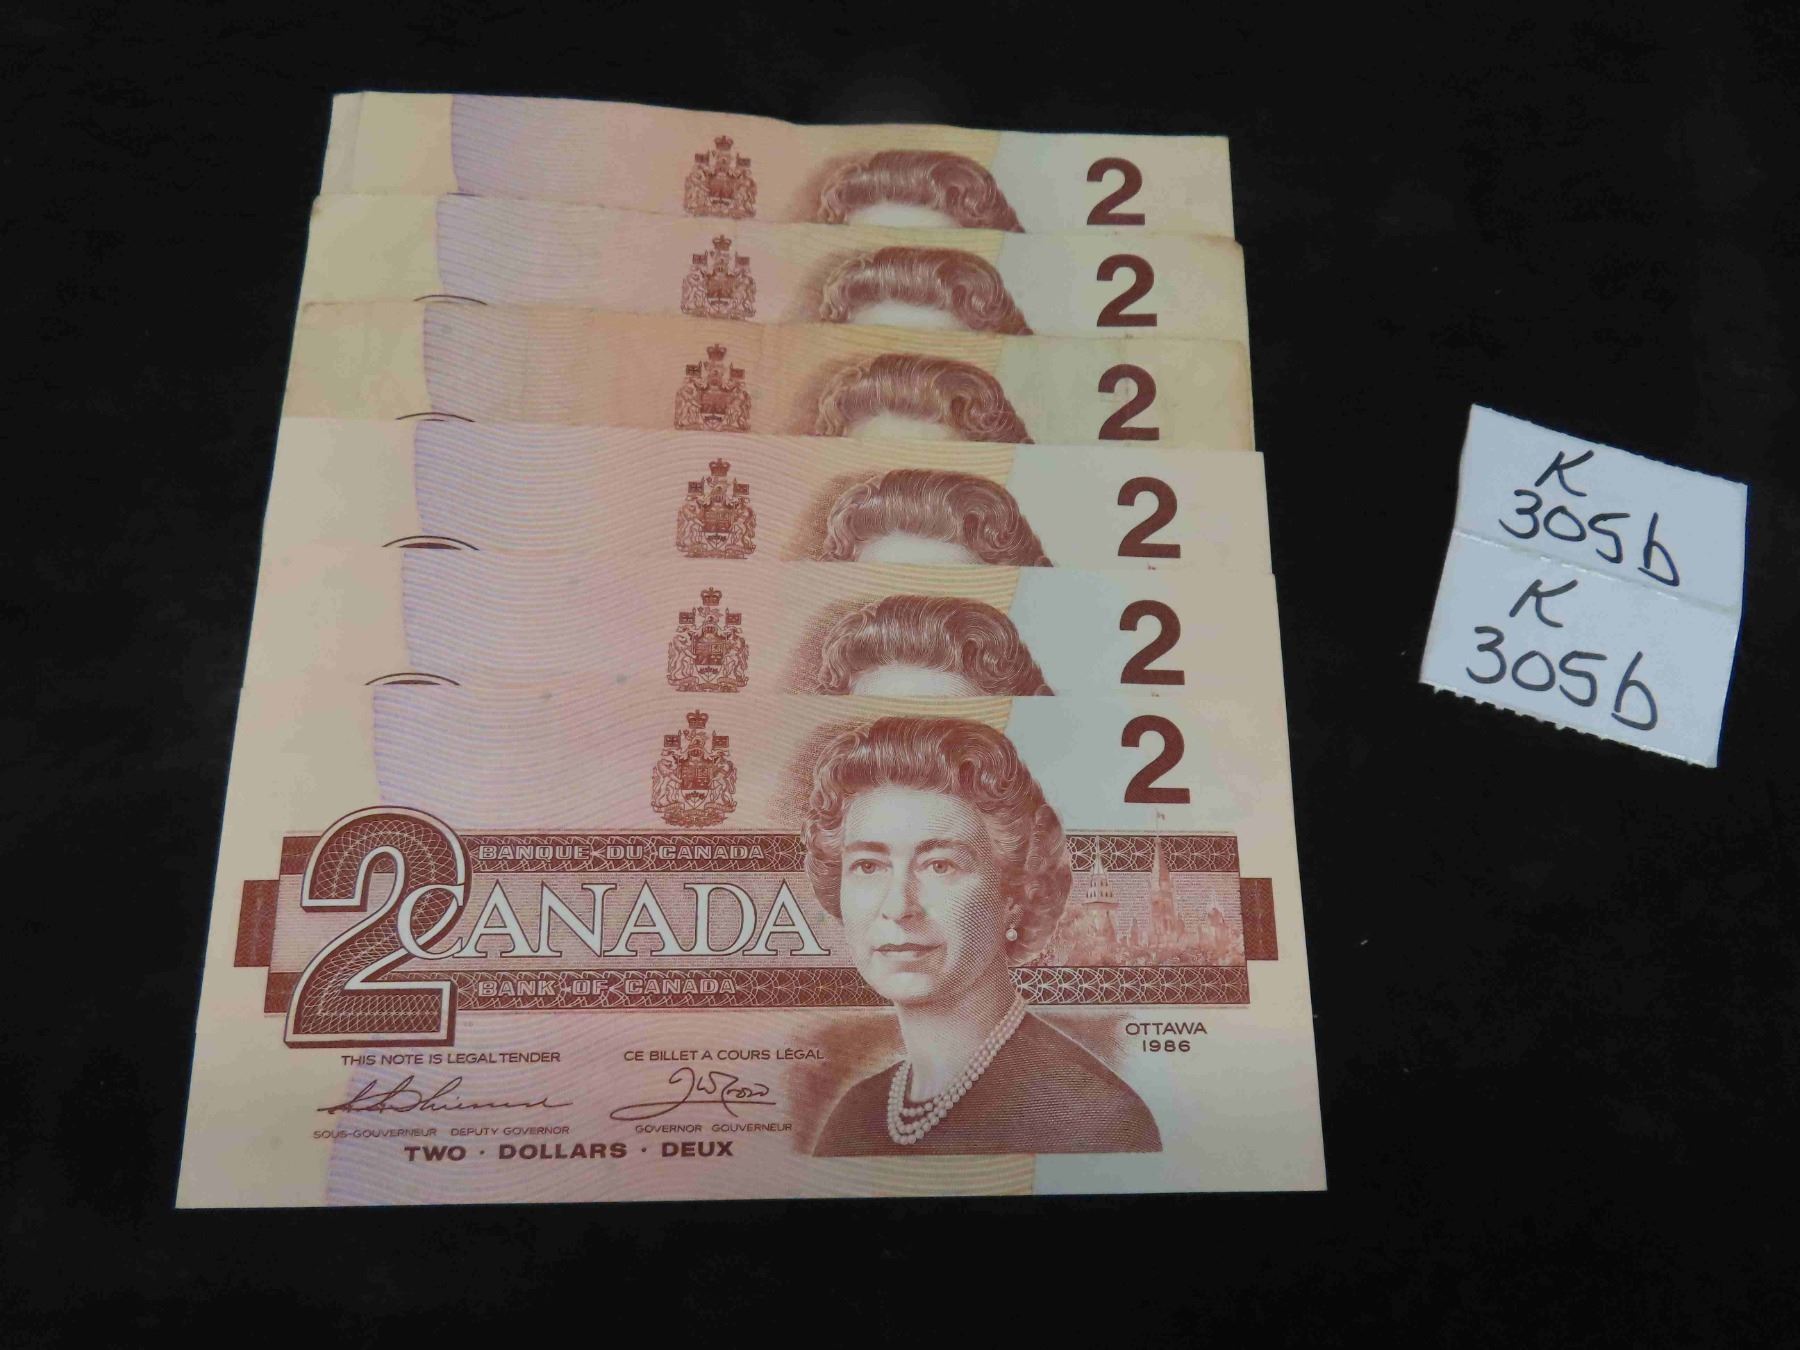 2
2
2
2
2
2
2
BANQUE DU CANADA
CANADA
BANK OF CANADA
OTTAWA
1986
THIS NOTE IS LEGAL TENDER
CE BILLET A COURS LÉGAL
SOUS-GOUVERNEUR DEPUTY GOVERNOR
GOVERNOR GOUVERNEUR
TWO · DOLLARS · DEUX
K
305b
K
305b